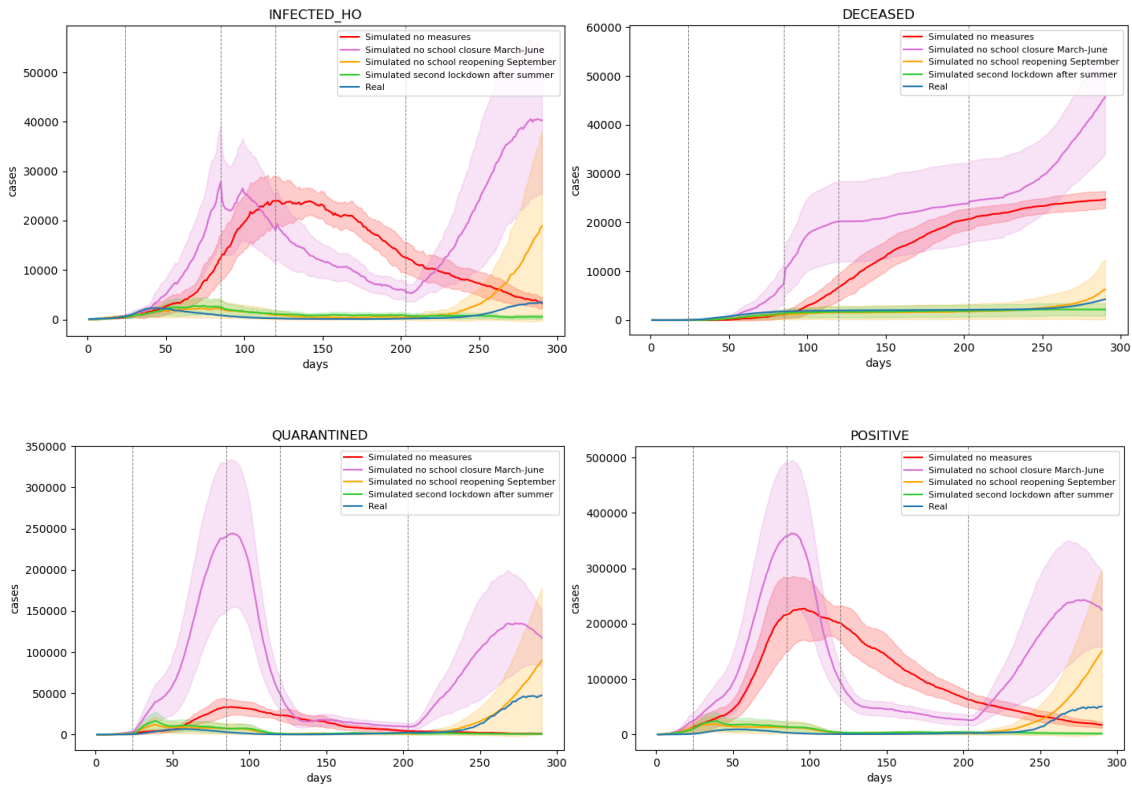 INFECTED_HO
Simulated no measures
Simulated no school closure March-June
Simulated no school reopening September
Simulated second lockdown after summer
Real
50000
40000
30000
20000
10000
0
cases
0 50 100 150 200 250 300
days
DECEASED
Simulated no measures
Simulated no school closure March-June
Simulated no school reopening September
Simulated second lockdown after summer
Real
60000
50000
40000
30000
20000
10000
0
cases
0 50 100 150 200 250 300
days
QUARANTINED
Simulated no measures
Simulated no school closure March-June
Simulated no school reopening September
Simulated second lockdown after summer
Real
350000
300000
250000
200000
150000
100000
50000
0
cases
0 50 100 150 200 250 300
days
POSITIVE
Simulated no measures
Simulated no school closure March-June
Simulated no school reopening September
Simulated second lockdown after summer
Real
500000
400000
300000
200000
100000
0
cases
0 50 100 150 200 250 300
days